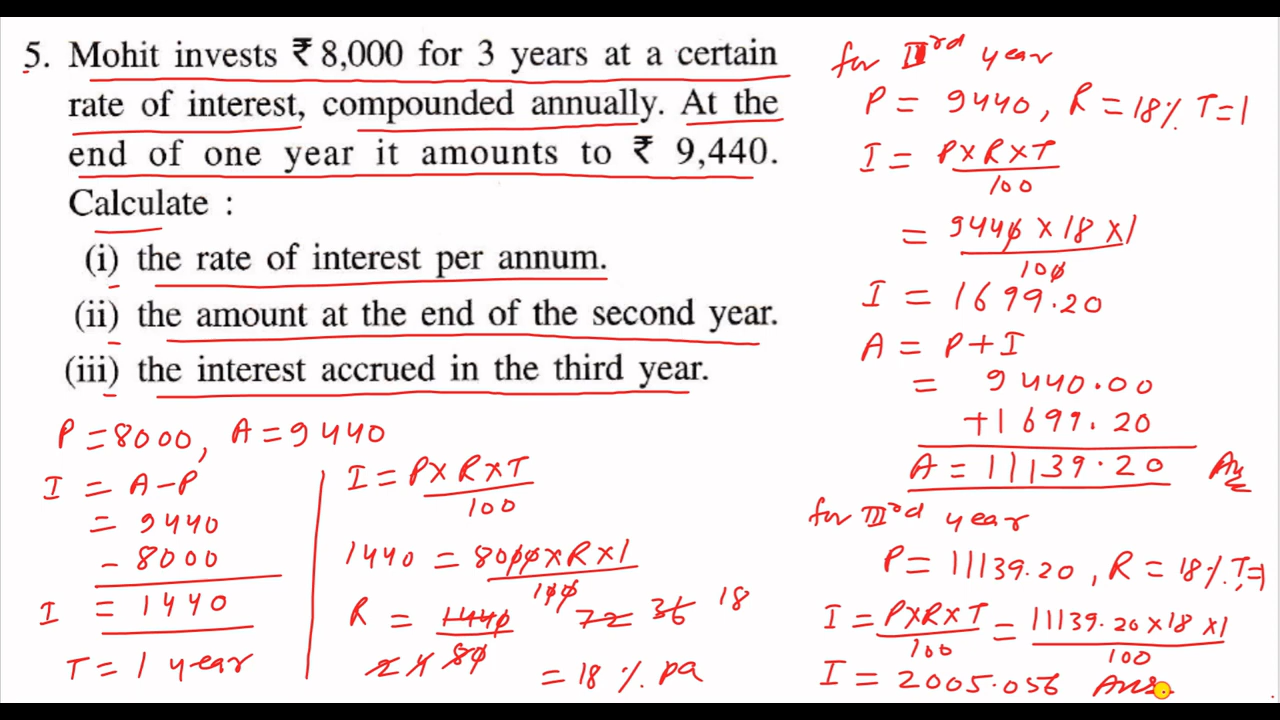 5. Mohit invests ₹ 8,000 for 3 years at a certain
rate of interest, compounded annually. At the
end of one year it amounts to ₹ 9,440.
Calculate :
(i) the rate of interest per annum.
(ii) the amount at the end of the second year.
(iii) the interest accrued in the third year.
P = 8000, A = 9440
I = A - P
= 9440
- 8000
I = 1440
T = 1 year
I = P X R X T
100
1440 = 8000 X R X 1
100
R = 1440 72 36 18
2 4 80
= 18 % pa
for II rd year
P = 9440, R = 18 % T = 1
I = P X R X T
100
= 9440 X 18 X 1
100
I = 1699.20
A = P + I
= 9440.00
+ 1699.20
A = 11139.20 Ans
for III rd year
P = 11139.20, R = 18 %, T = 1
I = P X R X T = 11139.20 X 18 X 1
100 100
I = 2005.056 Ans